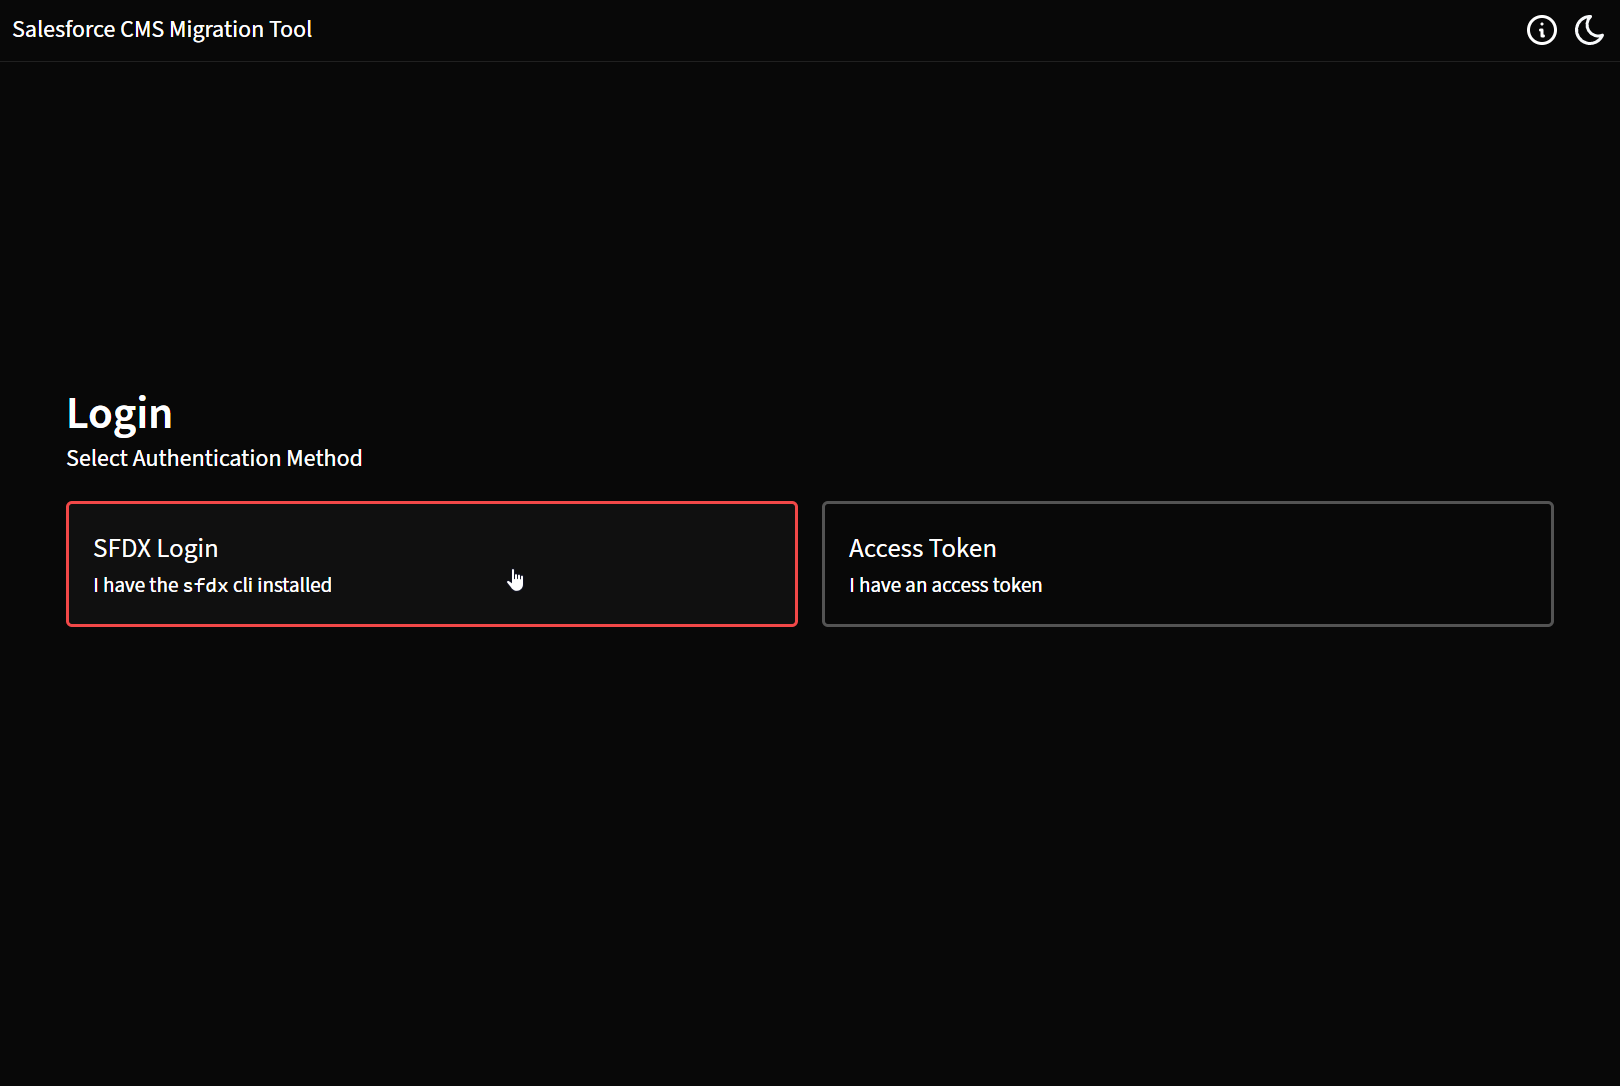 Salesforce CMS Migration Tool
Login
Select Authentication Method
SFDX Login
I have the sfdx cli installed
Access Token
I have an access token